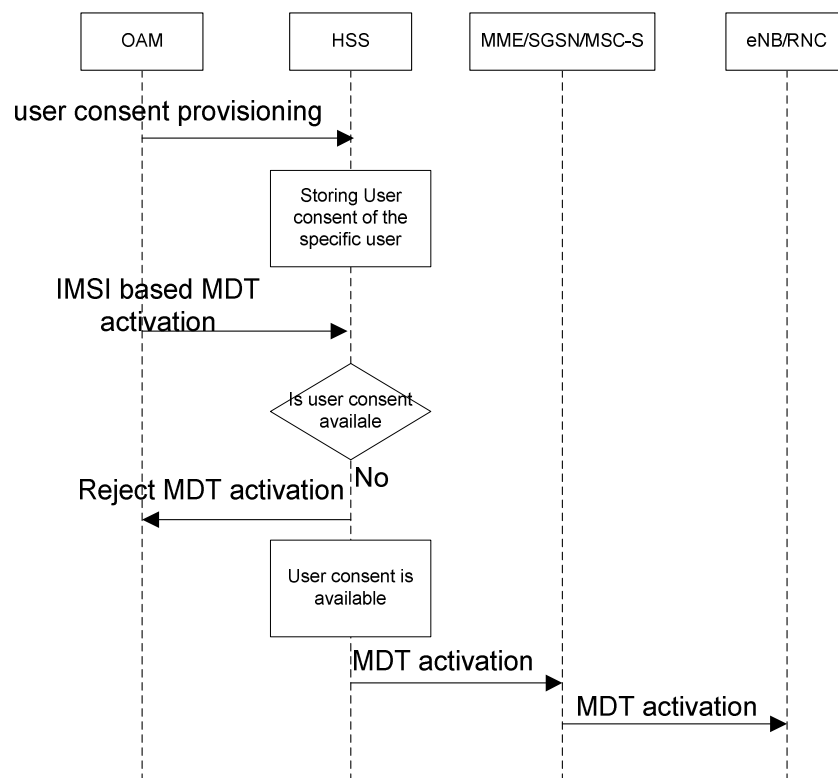 OAM
HSS
MME/SGSN/MSC-S
eNB/RNC
user consent provisioning
Storing User
consent of the
specific user
IMSI based MDT
activation
Is user consent
availale
No
Reject MDT activation
User consent is
available
MDT activation
MDT activation